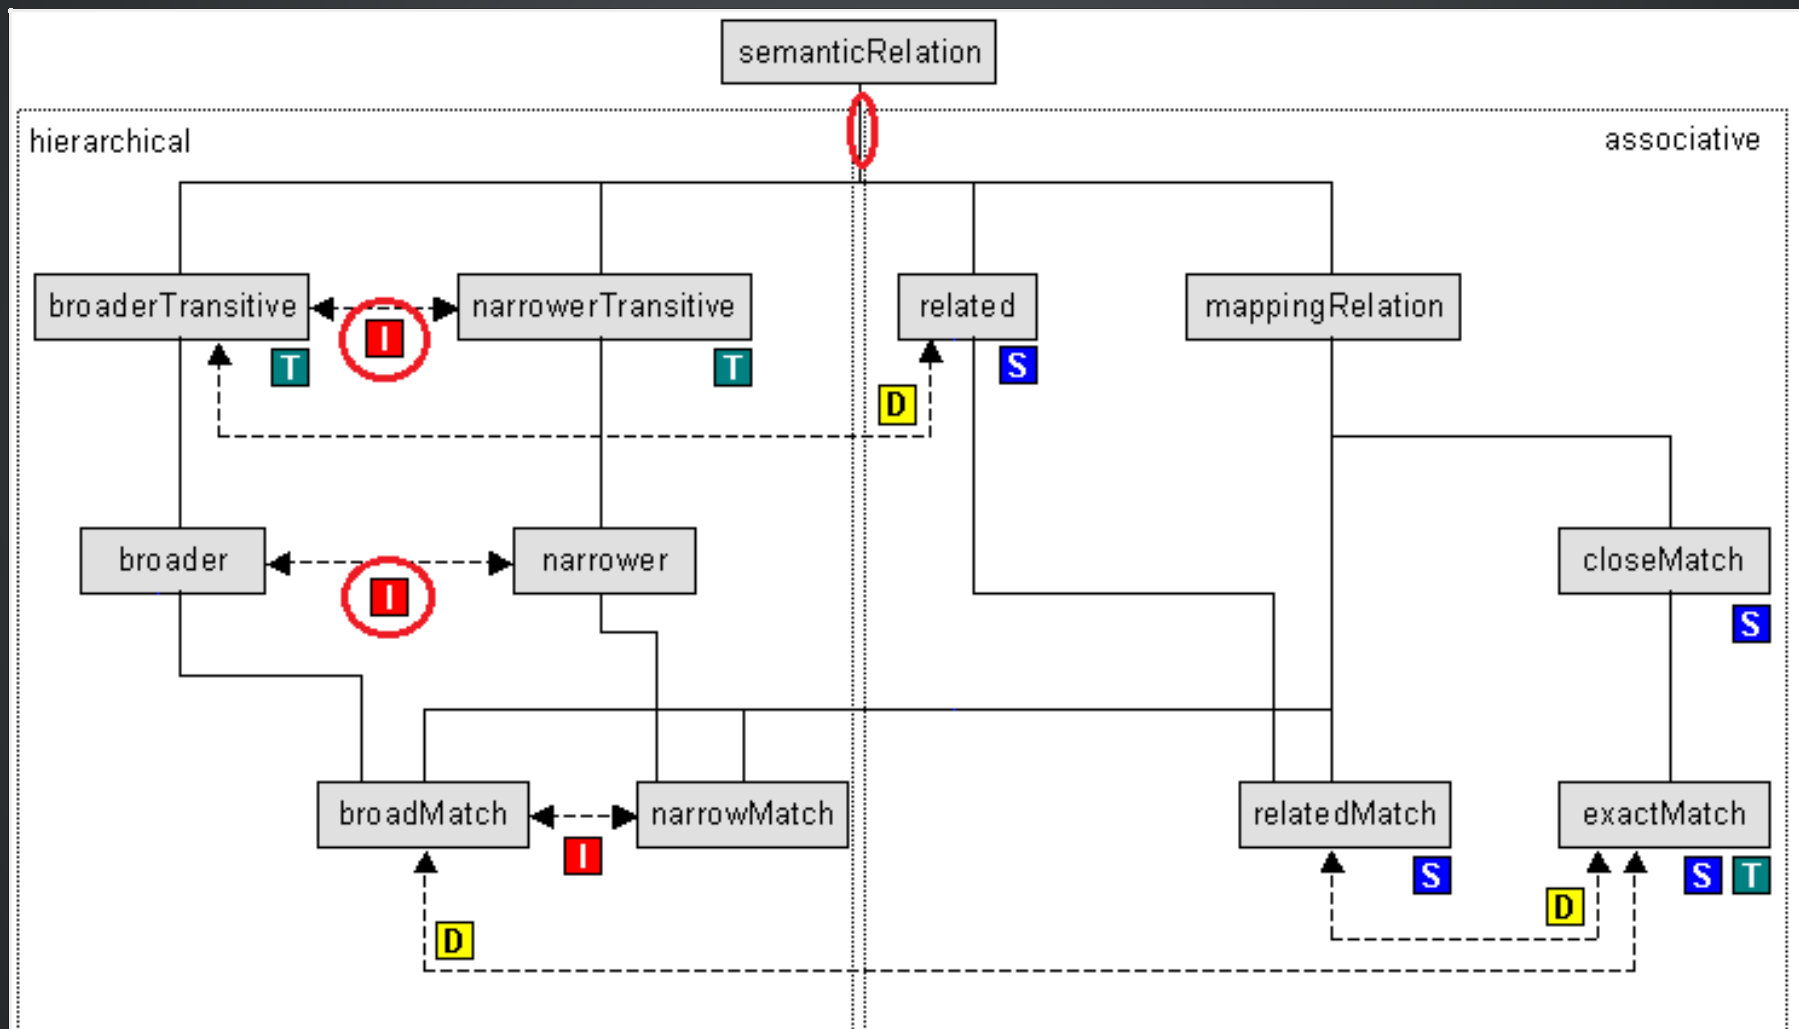 semanticRelation
hierarchical
associative
broaderTransitive
I
narrowerTransitive
related
mappingRelation
T
T
S
D
broader
I
narrower
closeMatch
S
broadMatch
I
narrowMatch
relatedMatch
exactMatch
S
S
T
D
D